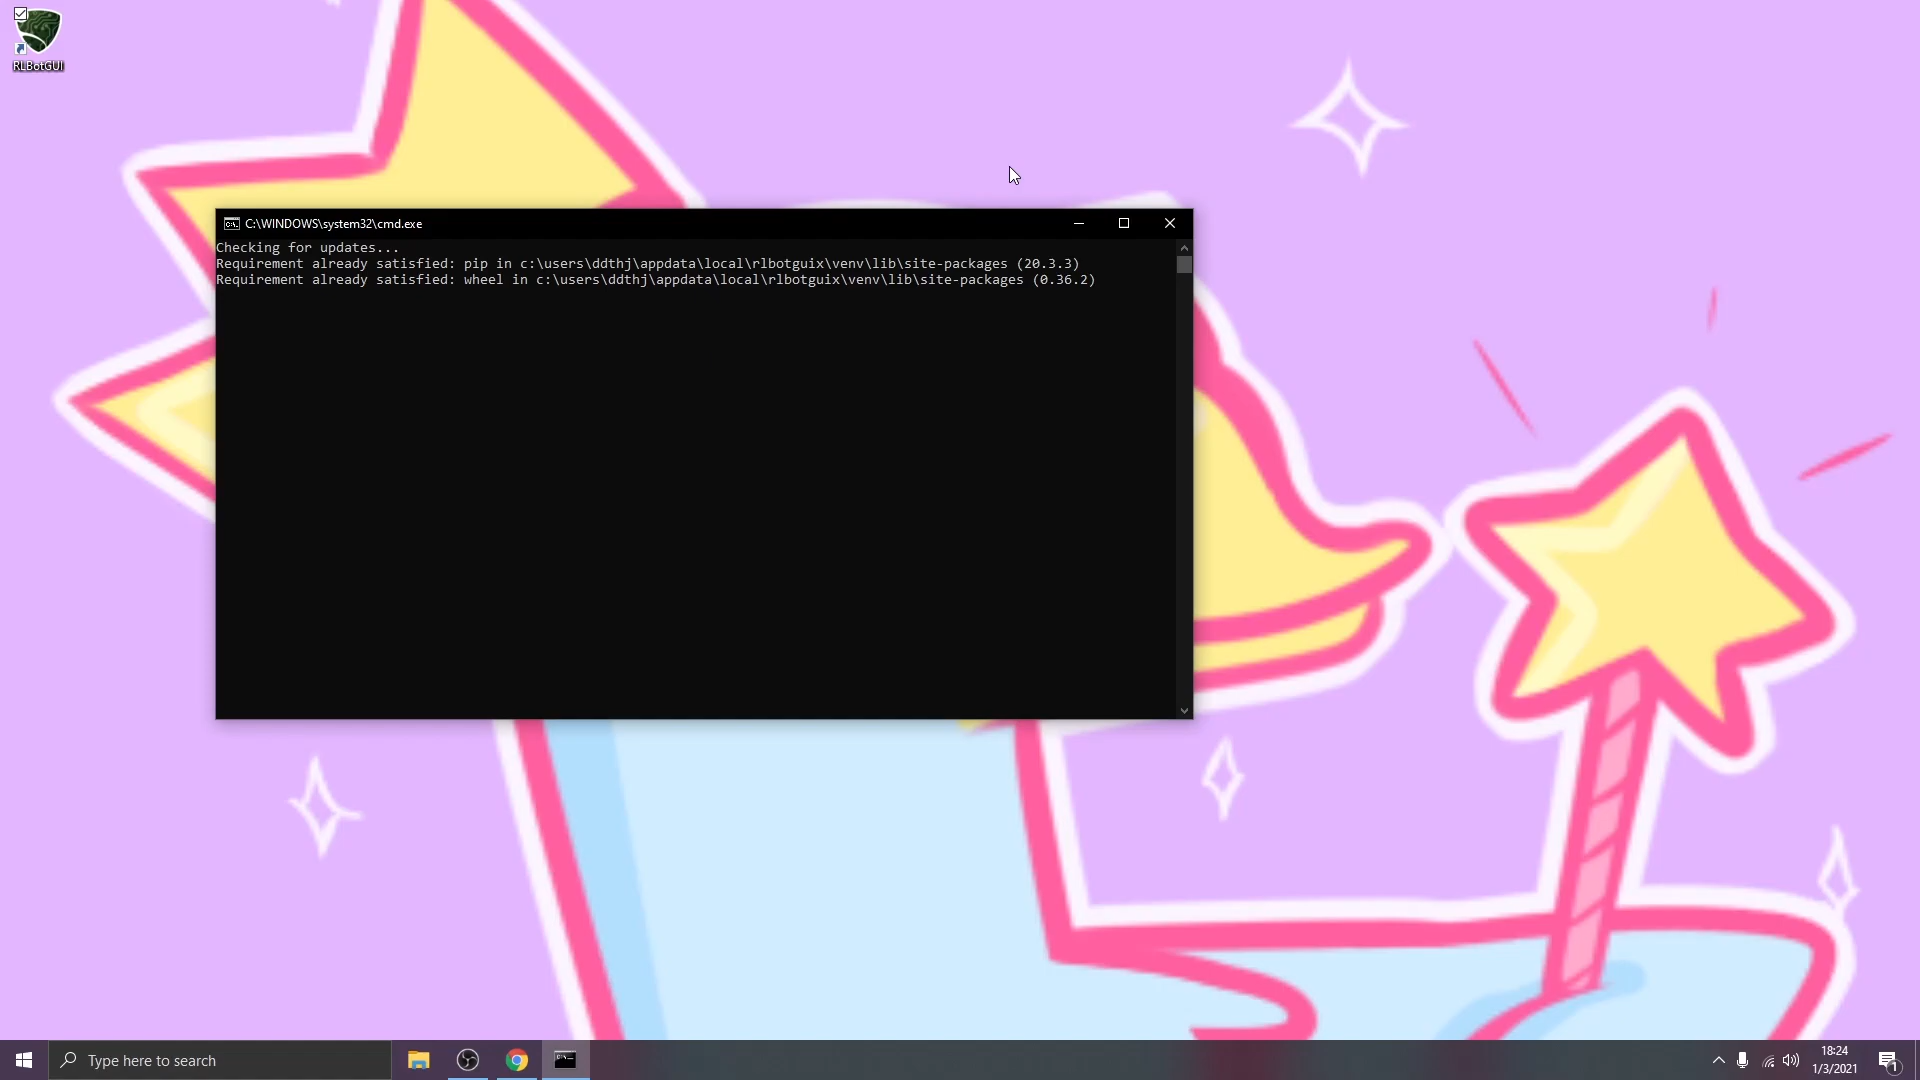 RLBotGUI
C:\WINDOWS\system32\cmd.exe
Checking for updates...
Requirement already satisfied: pip in c:\users\ddthj\appdata\local\rlbotguix\venv\lib\site-packages (20.3.3)
Requirement already satisfied: wheel in c:\users\ddthj\appdata\local\rlbotguix\venv\lib\site-packages (0.36.2)
Type here to search
18:24
1/3/2021
1